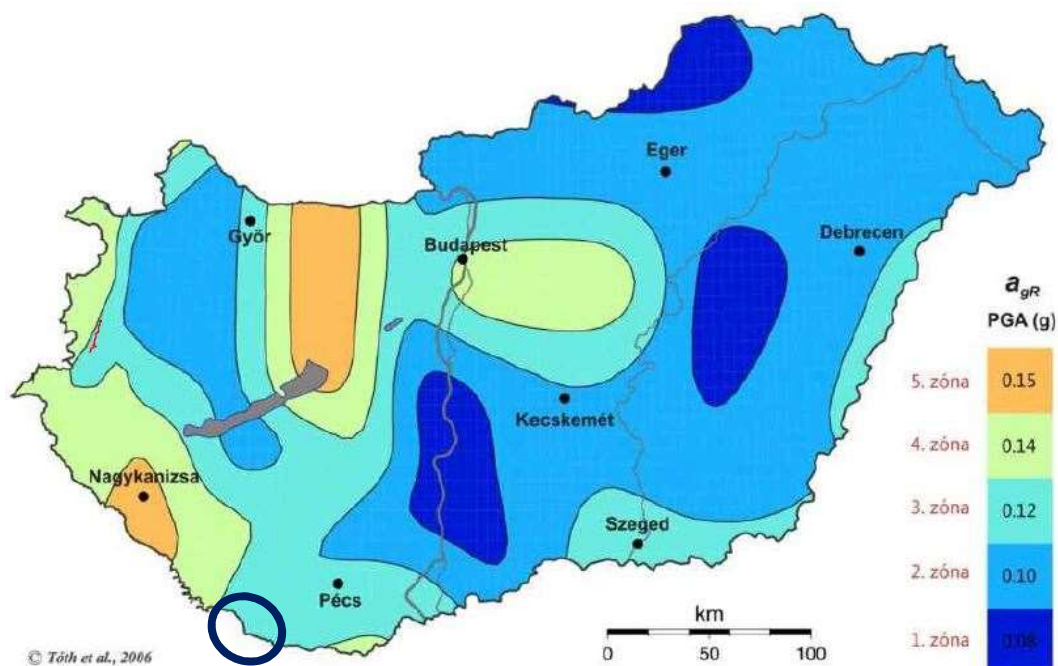 Eger
Győr
Budapest
Debrecen
a_gR
PGA (g)
5. zóna 0.15
Kecskemét
4. zóna 0.14
Nagykanizsa
3. zóna 0.12
Szeged
2. zóna 0.10
Pécs
km
1. zóna 0.08
0 50 100
© Tóth et al., 2006